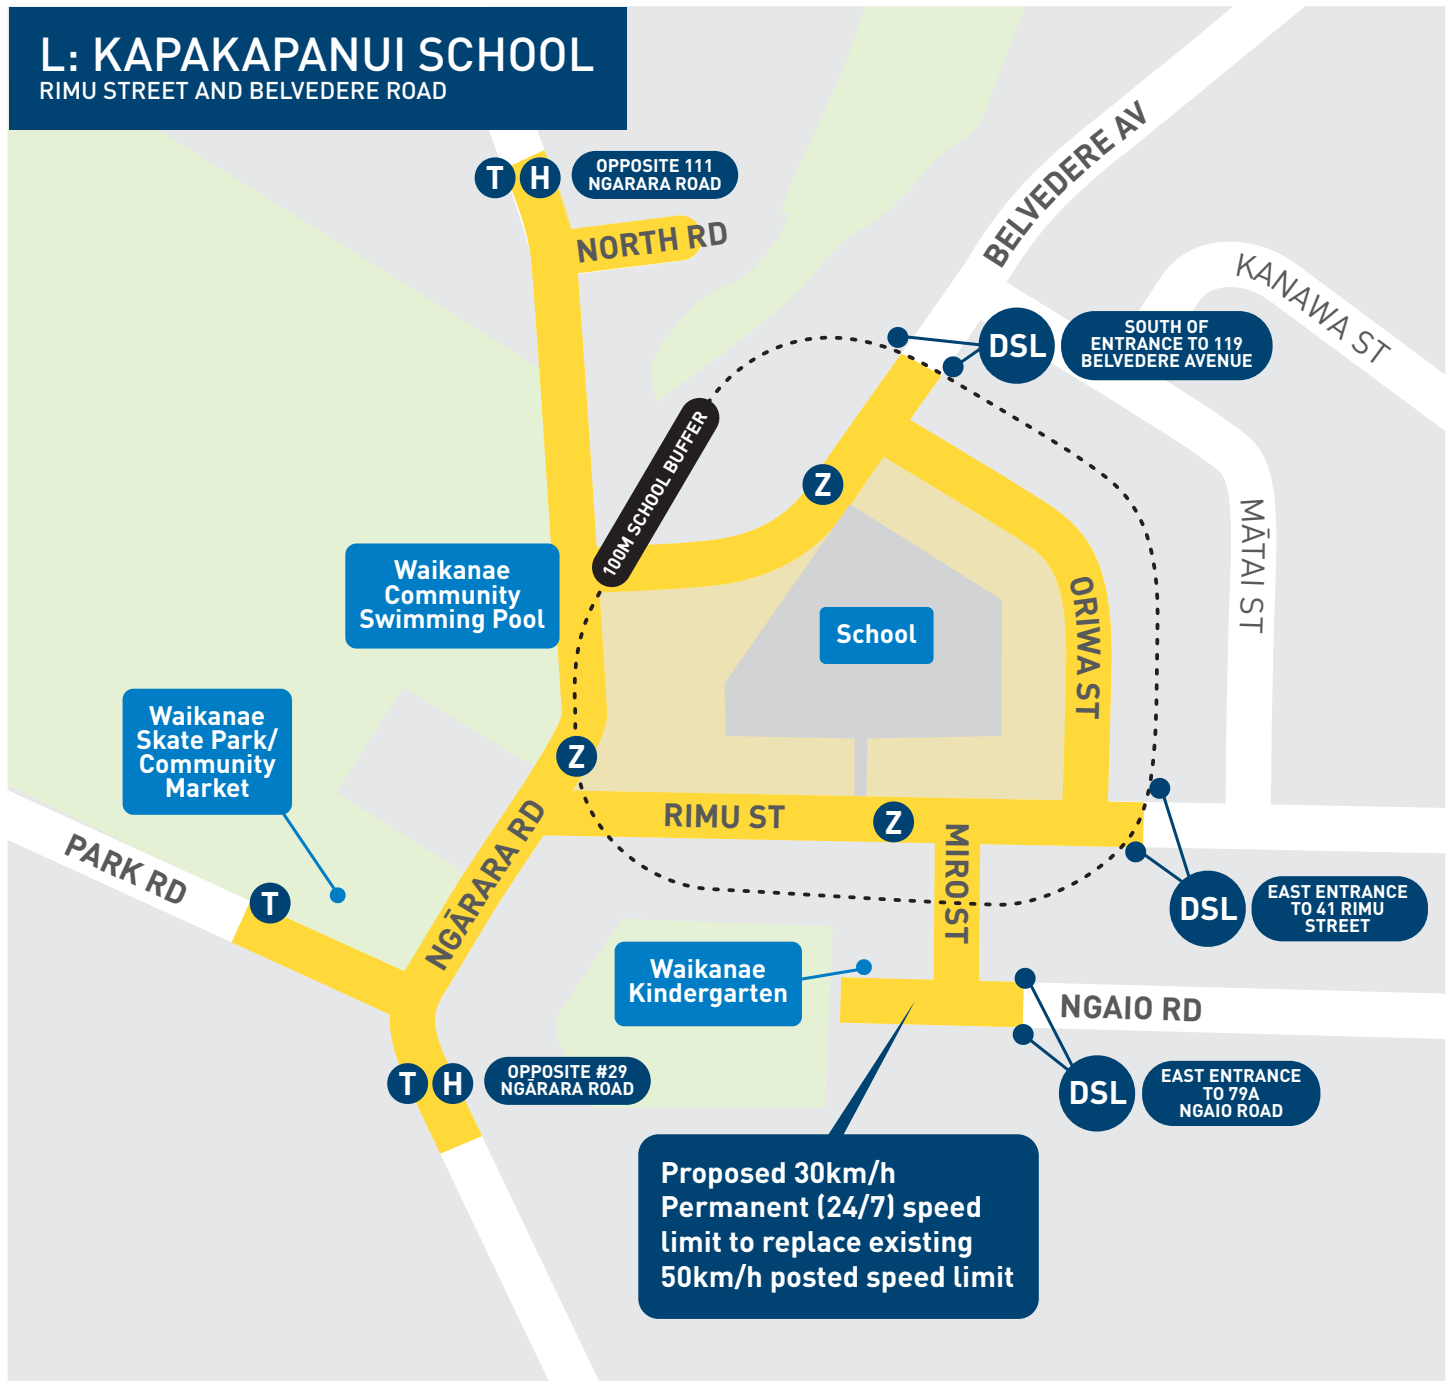 L: KAPAKAPANUI SCHOOL
RIMU STREET AND BELVEDERE ROAD
T
H
OPPOSITE 111
NGARARA ROAD
NORTH RD
BELVEDERE AV
KANAWA ST
DSL
SOUTH OF
ENTRANCE TO 119
BELVEDERE AVENUE
100M SCHOOL BUFFER
Z
MĀTAI ST
Waikanae
Community
Swimming Pool
School
ORIWA ST
Waikanae
Skate Park/
Community
Market
Z
RIMU ST
Z
MIRO ST
NGĀRARA RD
PARK RD
T
DSL
EAST ENTRANCE
TO 41 RIMU
STREET
Waikanae
Kindergarten
NGAIO RD
T
H
OPPOSITE #29
NGĀRARA ROAD
DSL
EAST ENTRANCE
TO 79A
NGAIO ROAD
Proposed 30km/h
Permanent (24/7) speed
limit to replace existing
50km/h posted speed limit